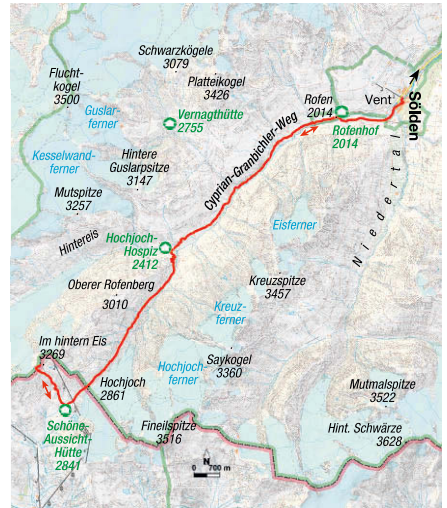 Schwarzkögele
3079
Platteikogel
3426
Flucht-
kogel
3500
Guslar-
ferner
Vernagthütte
2755
Rofen
2014
Vent
Sölden
Rofenhof
2014
Cyprian-Granbichler-Weg
Kesselwand-
ferner
Hintere
Guslarpsitze
3147
Mutspitze
3257
Niedertal
Eisferner
Hintereis
Hochjoch-
Hospiz
2412
Kreuzspitze
3457
Oberer Rofenberg
3010
Kreuz-
ferner
Im hintern Eis
3269
Saykogel
3360
Hochjoch-
ferner
Hochjoch
2861
Mutmalspitze
3522
Schöne-
Aussicht-
Hütte
2841
Fineilspitze
3516
Hint. Schwärze
3628
N
0 700 m